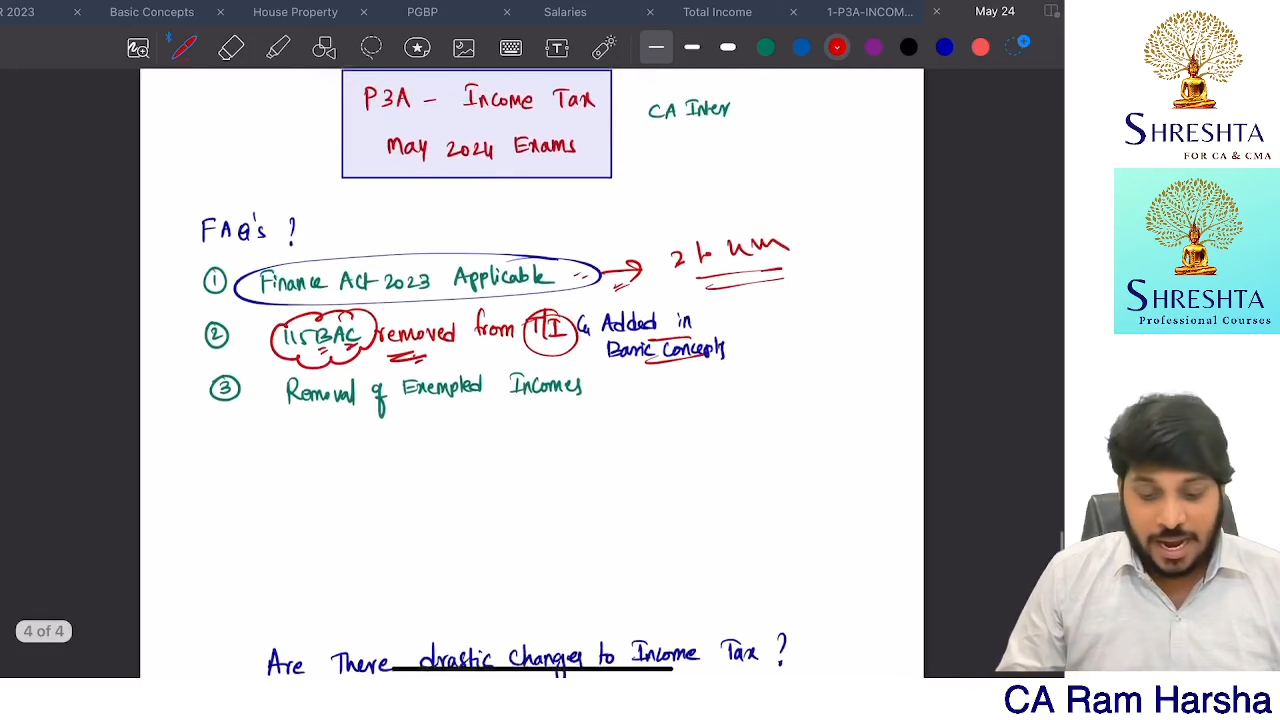 R 2023 × Basic Concepts × House Property × PGBP × Salaries × Total Income × 1-P3A-INCOM... × May 24
P3A - Income Tax
May 2024 Exams
CA Inter
FAQ's ?
① Finance Act 2023 Applicable →
② 115BAC removed from TI Added in
Basic Concepts
③ Removal of Exempted Incomes
4 of 4
Are There drastic changes to Income Tax ?
SHRESHTA
FOR CA & CMA
SHRESHTA
Professional Courses
CA Ram Harsha